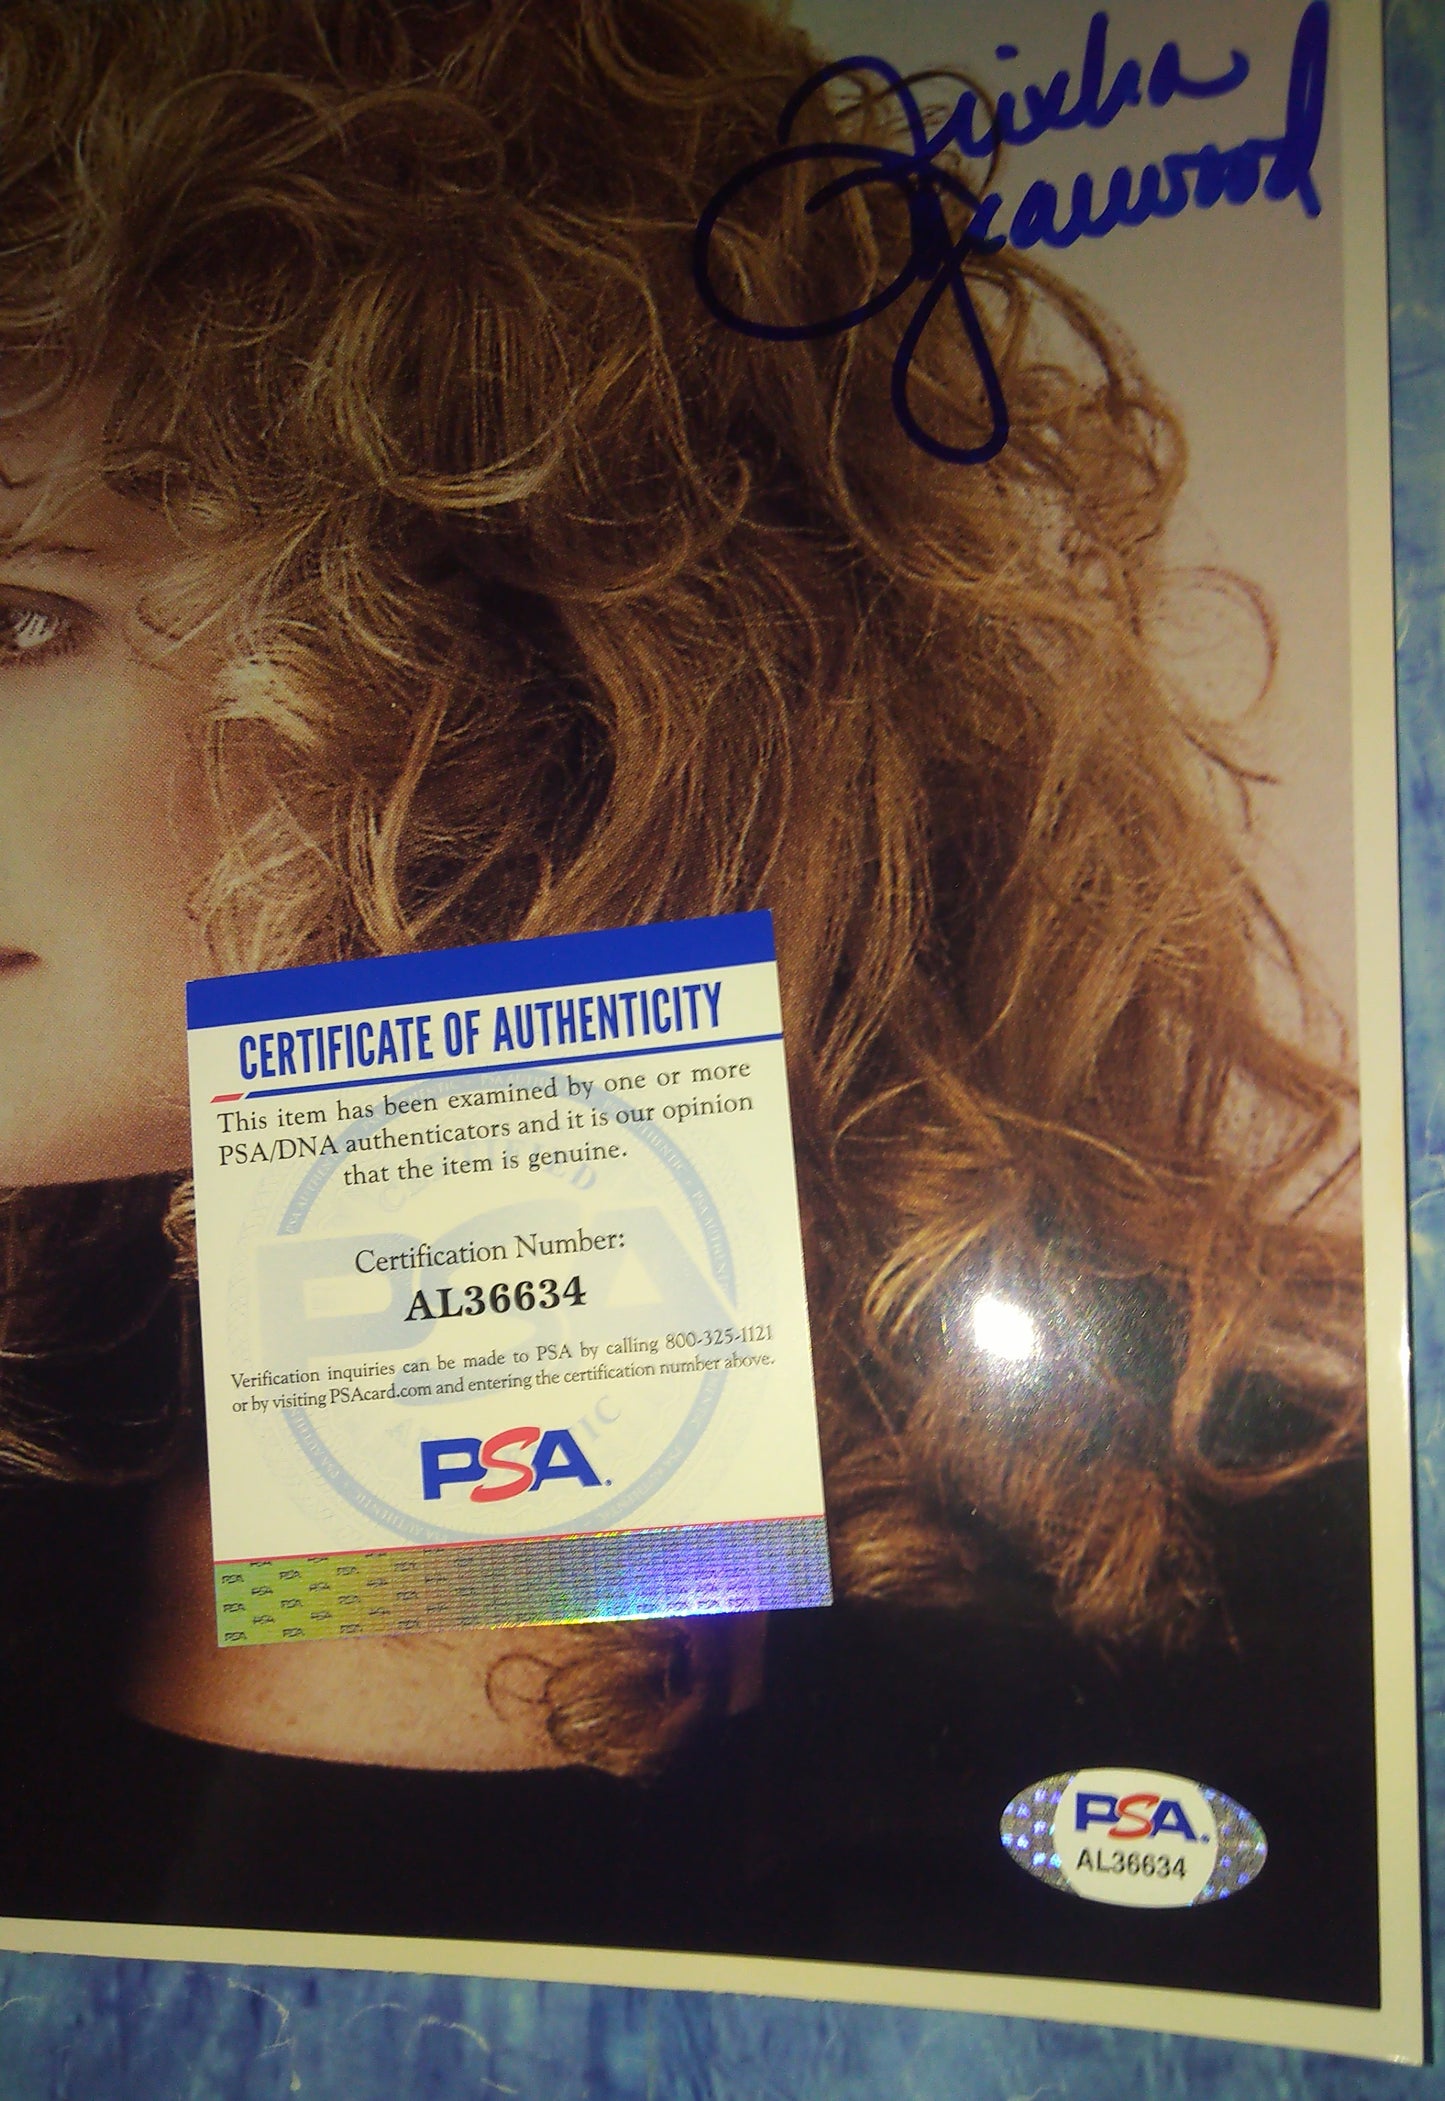 Trisha
Yearwood
CERTIFICATE OF AUTHENTICITY
This item has been examined by one or more
PSA/DNA authenticators and it is our opinion
that the item is genuine.
Certification Number:
AL36634
Verification inquiries can be made to PSA by calling 800-325-1121
or by visiting PSAcard.com and entering the certification number above.
PSA.
PSA.
AL36634